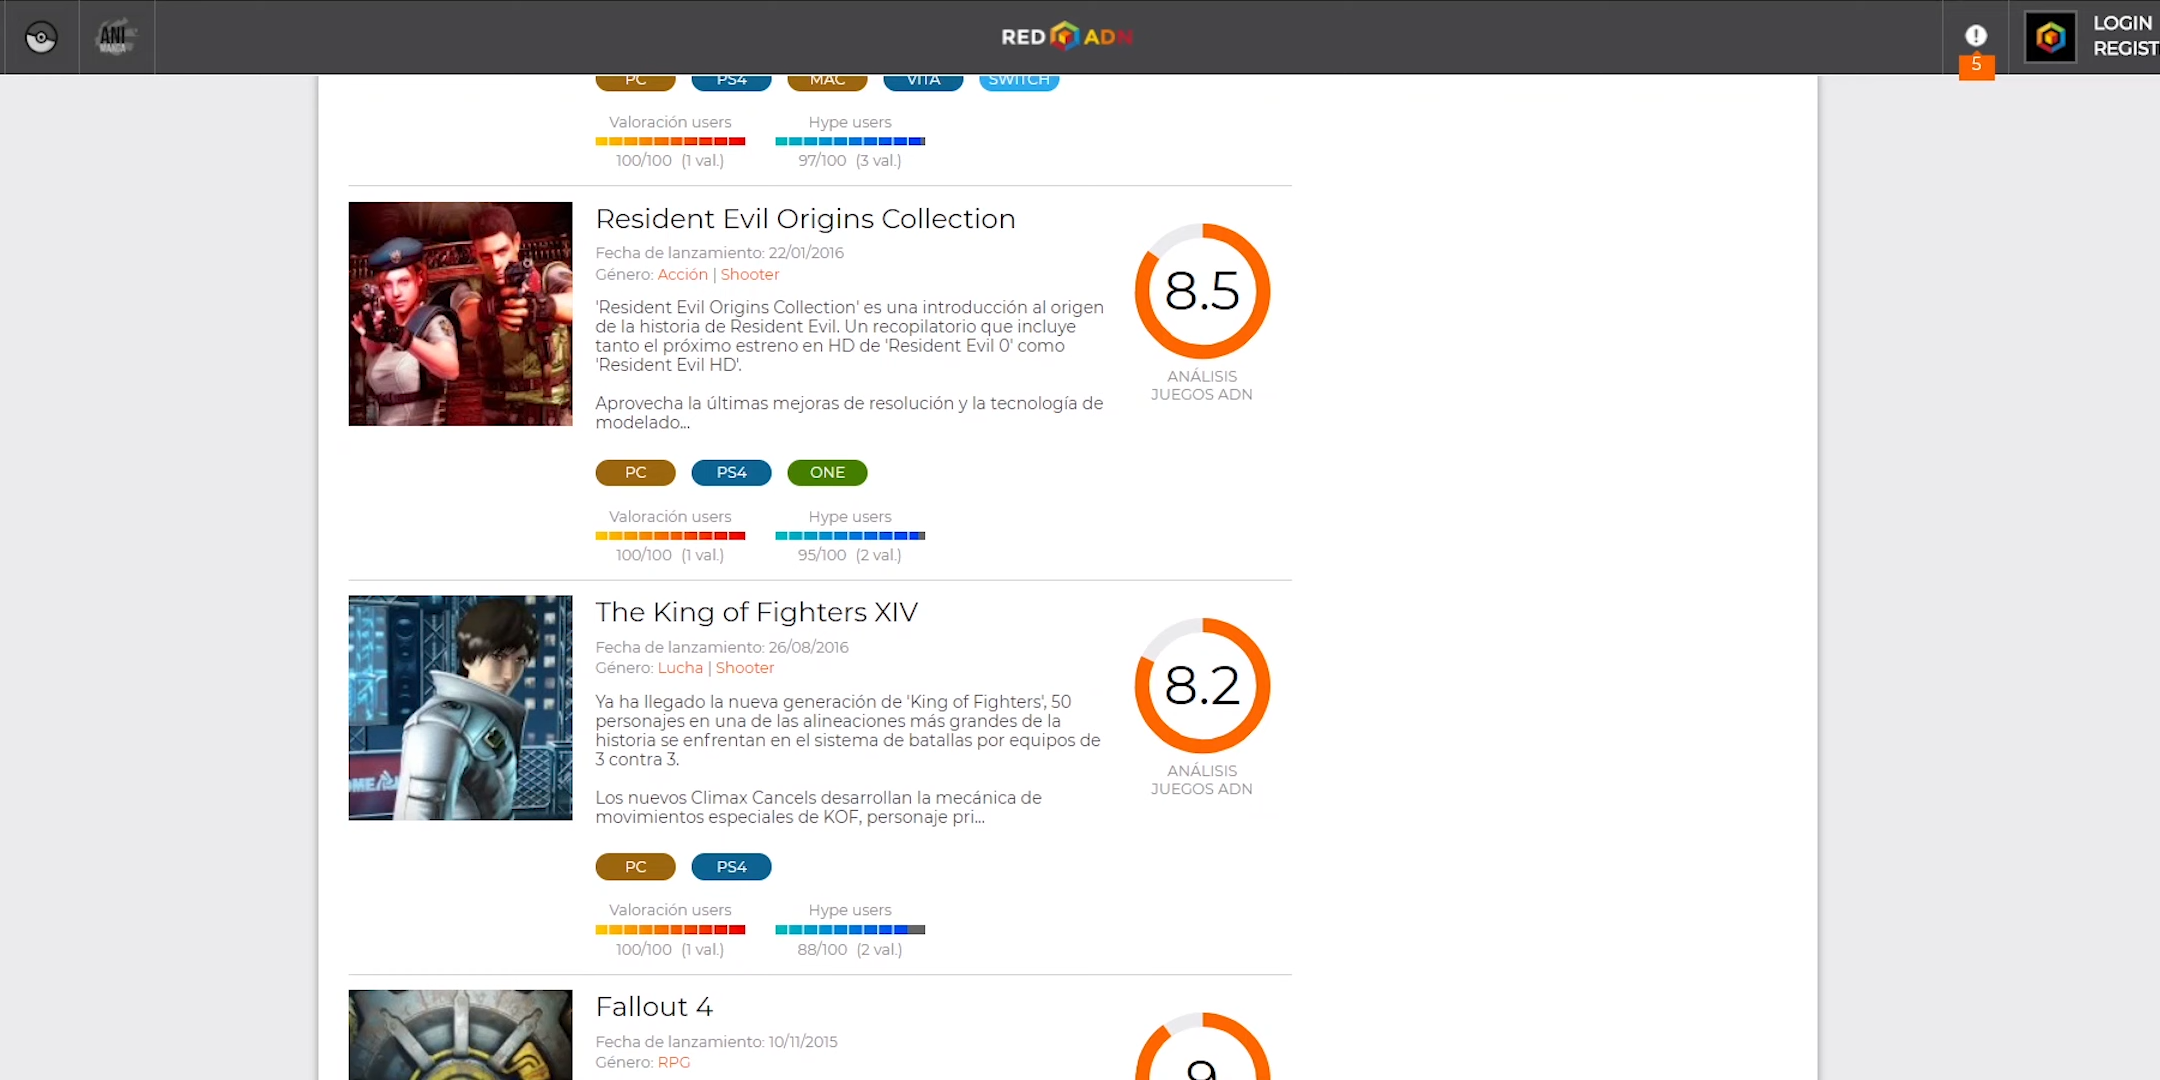 ANI
MANGA
RED ADN
5
LOGIN
REGIST
PC PS4 MAC VITA SWITCH
Valoración users Hype users
100/100 (1 val.) 97/100 (3 val.)
Resident Evil Origins Collection
Fecha de lanzamiento: 22/01/2016
Género: Acción | Shooter
'Resident Evil Origins Collection' es una introducción al origen
de la historia de Resident Evil. Un recopilatorio que incluye
tanto el próximo estreno en HD de 'Resident Evil 0' como
'Resident Evil HD'.
Aprovecha la últimas mejoras de resolución y la tecnología de
modelado...
8.5
ANÁLISIS
JUEGOS ADN
PC PS4 ONE
Valoración users Hype users
100/100 (1 val.) 95/100 (2 val.)
The King of Fighters XIV
Fecha de lanzamiento: 26/08/2016
Género: Lucha | Shooter
Ya ha llegado la nueva generación de 'King of Fighters', 50
personajes en una de las alineaciones más grandes de la
historia se enfrentan en el sistema de batallas por equipos de
3 contra 3.
Los nuevos Climax Cancels desarrollan la mecánica de
movimientos especiales de KOF, personaje pri...
8.2
ANÁLISIS
JUEGOS ADN
PC PS4
Valoración users Hype users
100/100 (1 val.) 88/100 (2 val.)
Fallout 4
Fecha de lanzamiento: 10/11/2015
Género: RPG
9